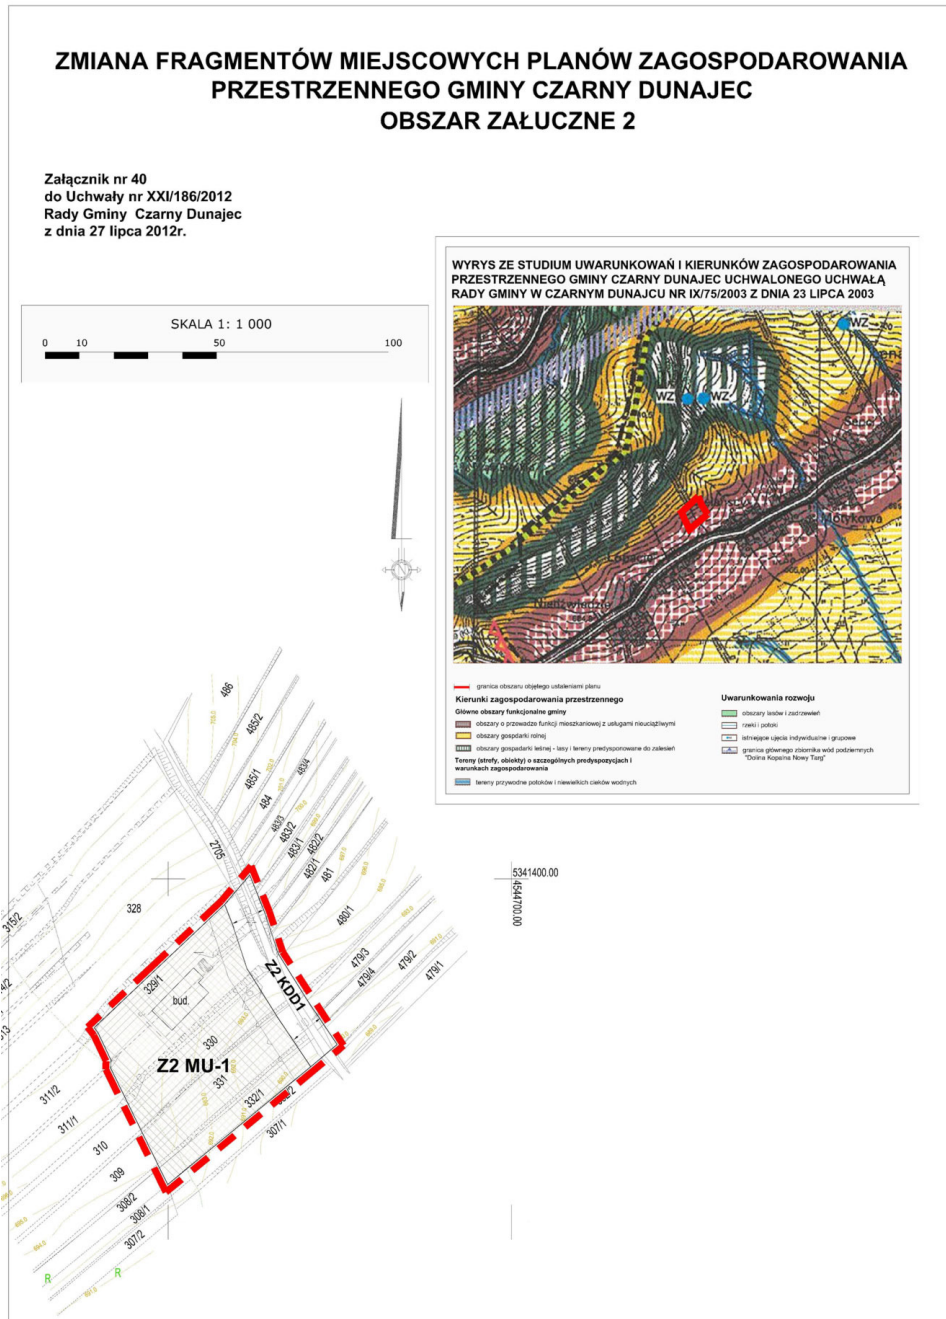 ZMIANA FRAGMENTÓW MIEJSCOWYCH PLANÓW ZAGOSPODAROWANIA
PRZESTRZENNEGO GMINY CZARNY DUNAJEC
OBSZAR ZAŁUCZNE 2
Załącznik nr 40
do Uchwały nr XXI/186/2012
Rady Gminy Czarny Dunajec
z dnia 27 lipca 2012r.
WYRYS ZE STUDIUM UWARUNKOWAŃ I KIERUNKÓW ZAGOSPODAROWANIA
PRZESTRZENNEGO GMINY CZARNY DUNAJEC UCHWALONEGO UCHWAŁĄ
RADY GMINY W CZARNYM DUNAJCU NR IX/75/2003 Z DNIA 23 LIPCA 2003
SKALA 1: 1 000
0 10 50 100
WZ
WZ
WZ
Motykowa
granica obszaru objętego ustaleniami planu
Kierunki zagospodarowania przestrzennego
Główne obszary funkcjonalne gminy
obszary o przewadze funkcji mieszkaniowej z usługami nieuciążliwymi
obszary gospodarki rolnej
obszary gospodarki leśnej - lasy i tereny predysponowane do zalesień
Tereny (strefy, obiekty) o szczególnych predyspozycjach i
warunkach zagospodarowania
tereny przywodne potoków i niewielkich cieków wodnych
Uwarunkowania rozwoju
obszary lasów i zadrzewień
rzeki i potoki
istniejące ujęcia indywidualne i grupowe
granica głównego zbiornika wód podziemnych
"Dolina Kopalna Nowy Targ"
486
485/2
485/1
484
483/4
483/3
483/2
483/1
482/2
482/1
481
480/1
2705
328
315/2
329/1
bud.
330
331
332/1
Z2 MU-1
Z2 KDD1
479/3
479/4
479/2
479/1
307/1
311/2
311/1
310
309
308/2
308/1
307/2
R
R
5341400.00
4544700.00